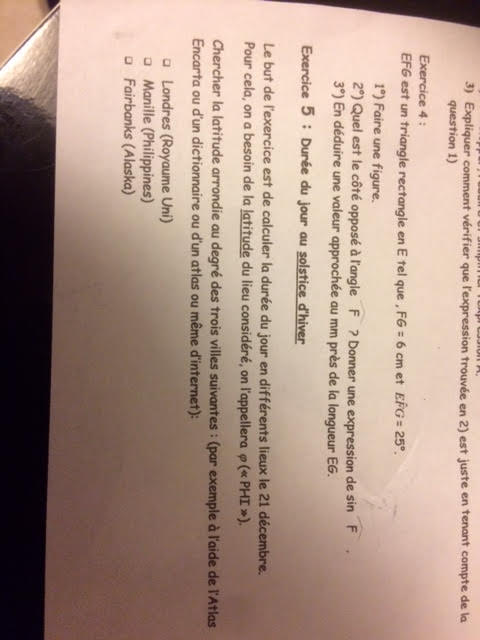 réduire et simplifier l'expression A.
3) Expliquer comment vérifier que l'expression trouvée en 2) est juste en tenant compte de la
question 1)
Exercice 4 :
EFG est un triangle rectangle en E tel que , FG = 6 cm et EF̂G = 25°.
1°) Faire une figure.
2°) Quel est le côté opposé à l'angle F̂ ? Donner une expression de sin F̂ .
3°) En déduire une valeur approchée au mm près de la longueur EG.
Exercice 5 : Durée du jour au solstice d'hiver
Le but de l'exercice est de calculer la durée du jour en différents lieux le 21 décembre.
Pour cela, on a besoin de la latitude du lieu considéré, on l'appellera φ (« PHI »).
Chercher la latitude arrondie au degré des trois villes suivantes : (par exemple à l'aide de l'Atlas
Encarta ou d'un dictionnaire ou d'un atlas ou même d'internet):
❑ Londres (Royaume Uni)
❑ Manille (Philippines)
❑ Fairbanks (Alaska)